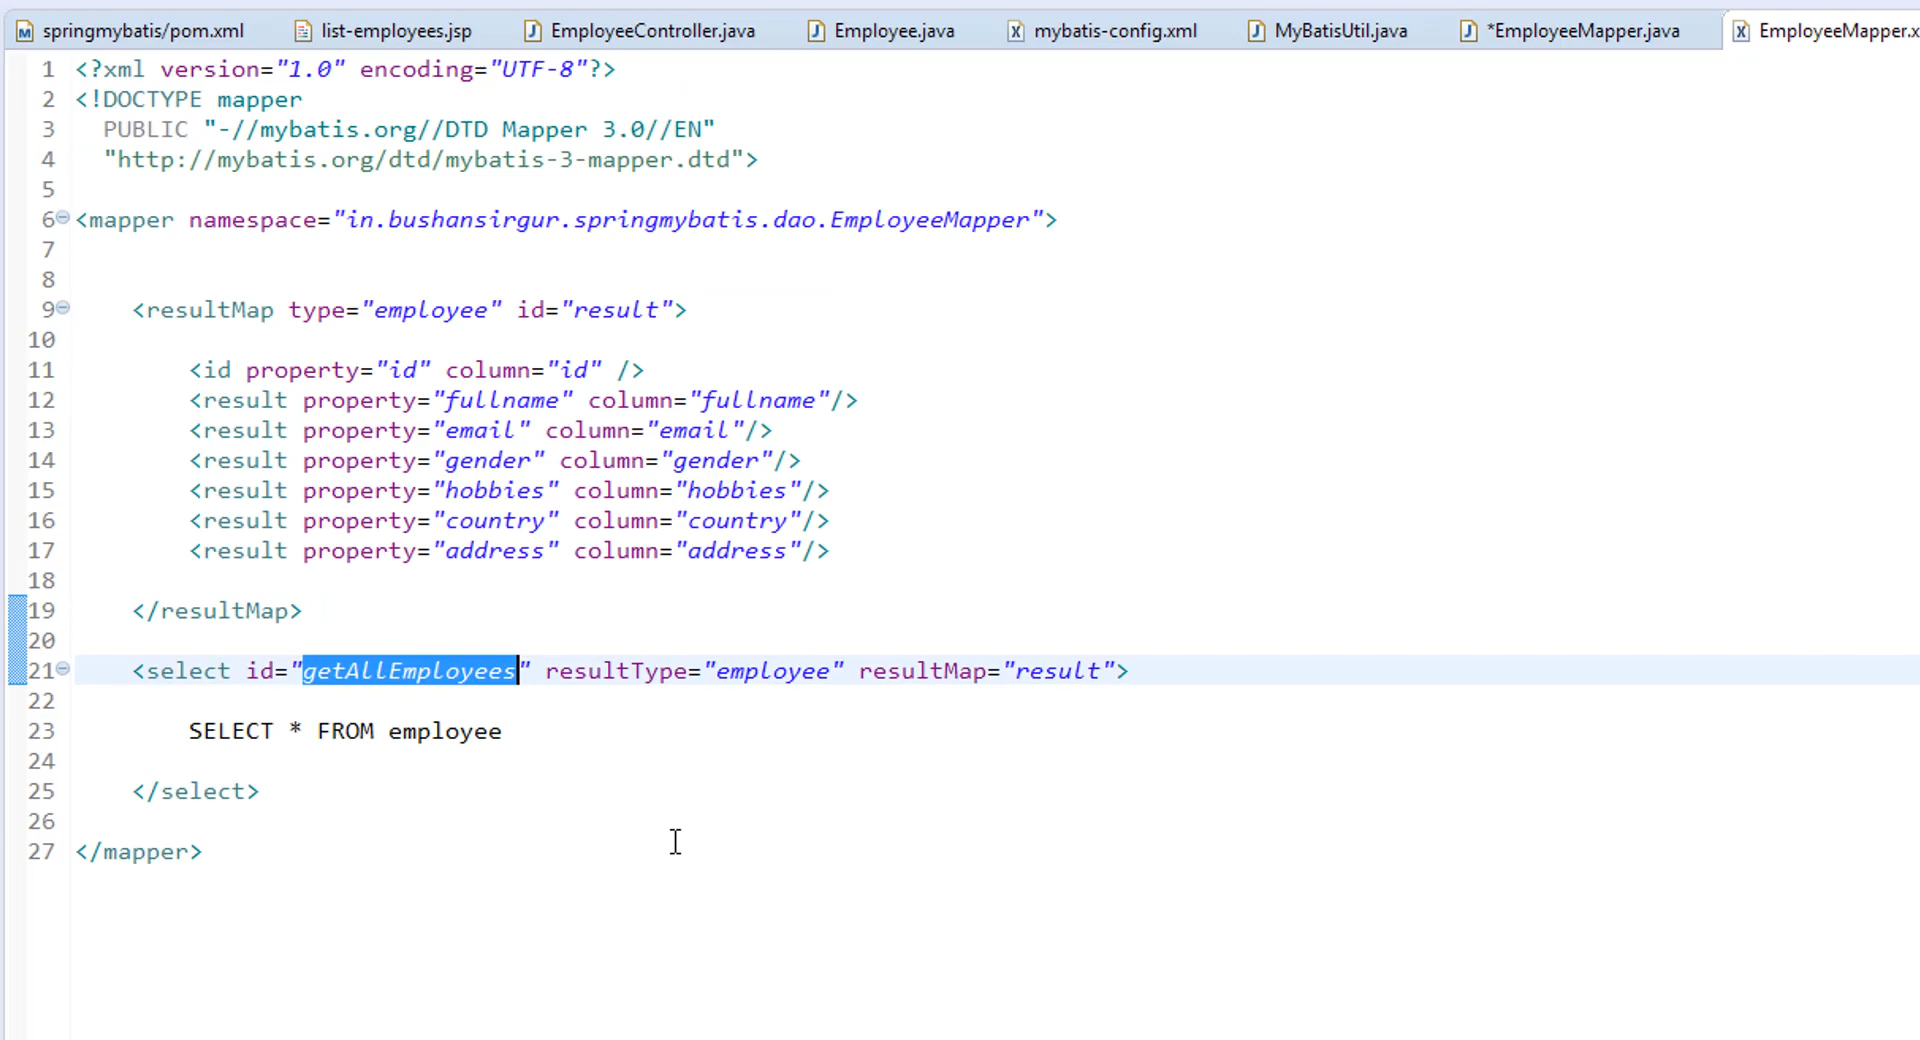 springmybatis/pom.xml list-employees.jsp EmployeeController.java Employee.java mybatis-config.xml MyBatisUtil.java *EmployeeMapper.java EmployeeMapper.x
1 <?xml version="1.0" encoding="UTF-8"?>
2 <!DOCTYPE mapper
3 PUBLIC "-//mybatis.org//DTD Mapper 3.0//EN"
4 "http://mybatis.org/dtd/mybatis-3-mapper.dtd">
5
6 <mapper namespace="in.bushansirgur.springmybatis.dao.EmployeeMapper">
7
8
9 <resultMap type="employee" id="result">
10
11 <id property="id" column="id" />
12 <result property="fullname" column="fullname"/>
13 <result property="email" column="email"/>
14 <result property="gender" column="gender"/>
15 <result property="hobbies" column="hobbies"/>
16 <result property="country" column="country"/>
17 <result property="address" column="address"/>
18
19 </resultMap>
20
21 <select id="getAllEmployees" resultType="employee" resultMap="result">
22
23 SELECT * FROM employee
24
25 </select>
26
27 </mapper>